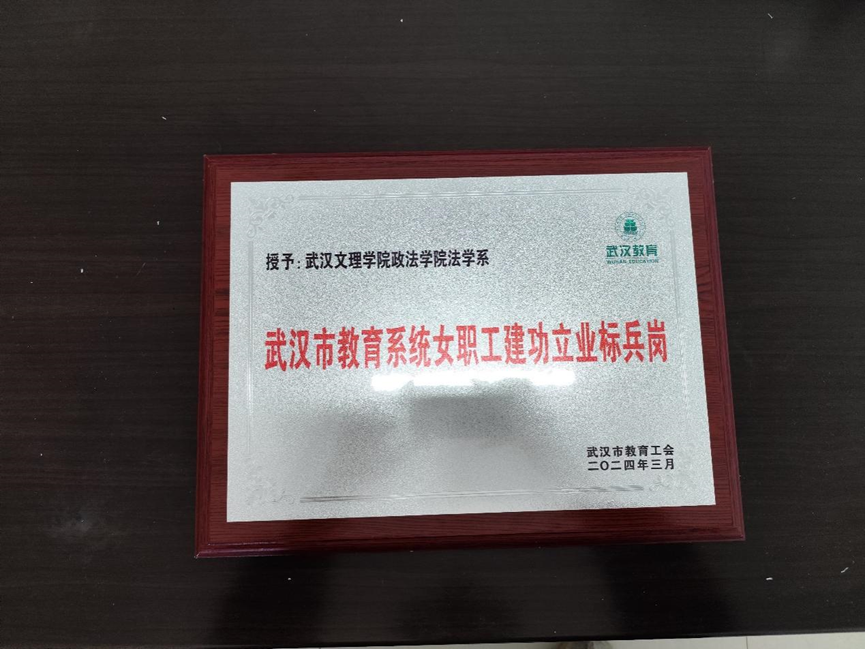 武汉教育
WUHAN EDUCATION
授予：武汉文理学院政法学院法学系
武汉市教育系统女职工建功立业标兵岗
武汉市教育工会
二〇二四年三月